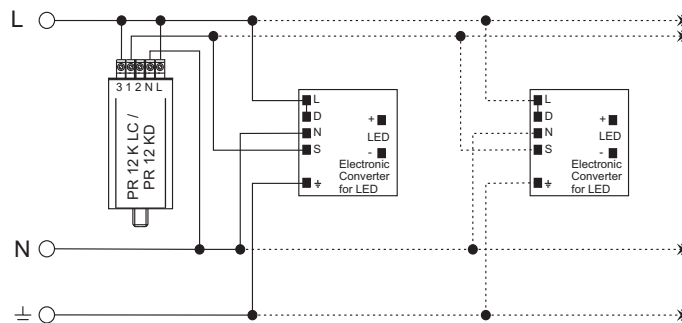 L
3 1 2 N L
PR 12 K LC /
PR 12 KD
L
D
N
S
+
LED
-
Electronic
Converter
for LED
L
D
N
S
+
LED
-
Electronic
Converter
for LED
N